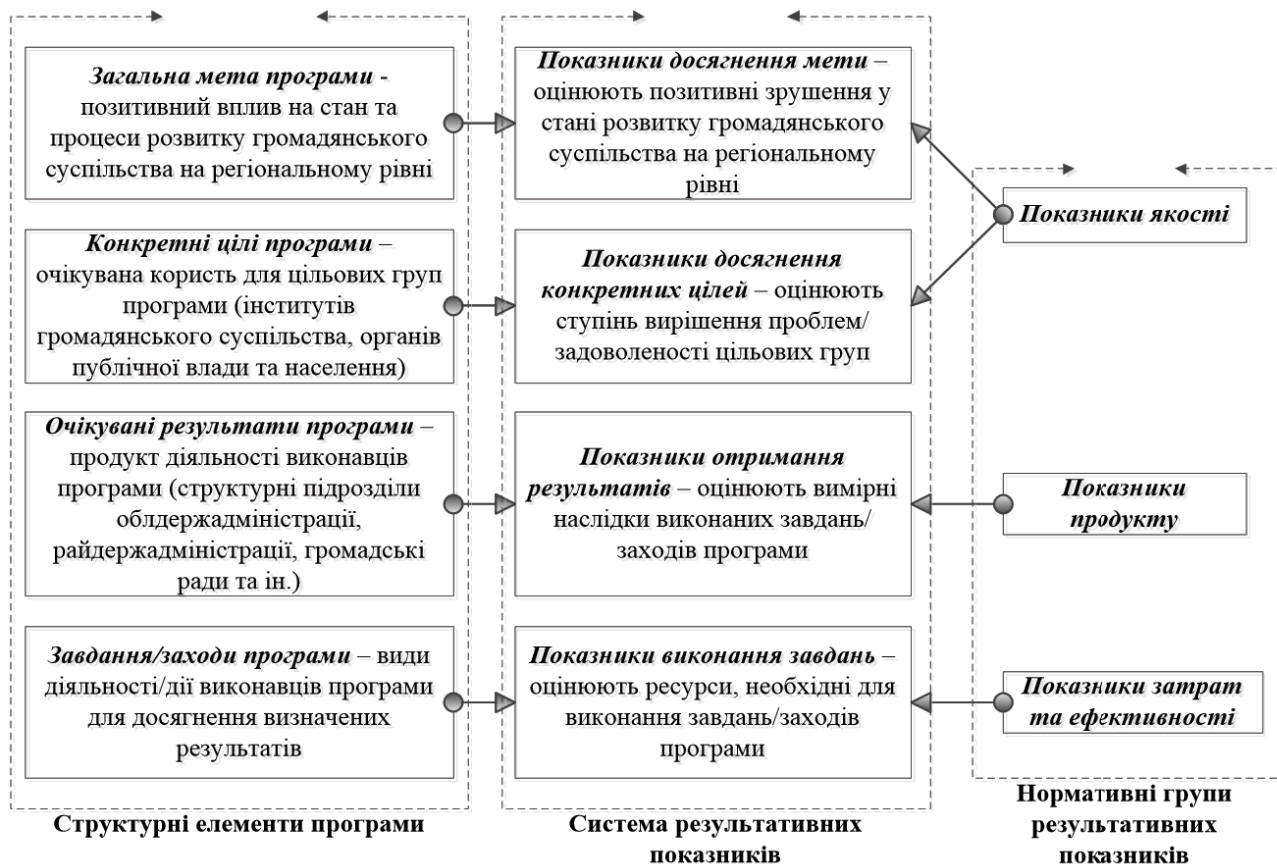 Загальна мета програми -
позитивний вплив на стан та
процеси розвитку громадянського
суспільства на регіональному рівні
Конкретні цілі програми –
очікувана користь для цільових груп
програми (інститутів
громадянського суспільства, органів
публічної влади та населення)
Очікувані результати програми –
продукт діяльності виконавців
програми (структурні підрозділи
облдержадміністрації,
райдержадміністрації, громадські
ради та ін.)
Завдання/заходи програми – види
діяльності/дії виконавців програми
для досягнення визначених
результатів
Структурні елементи програми
Показники досягнення мети –
оцінюють позитивні зрушення у
стані розвитку громадянського
суспільства на регіональному
рівні
Показники досягнення
конкретних цілей – оцінюють
ступінь вирішення проблем/
задоволеності цільових груп
Показники отримання
результатів – оцінюють вимірні
наслідки виконаних завдань/
заходів програми
Показники виконання завдань –
оцінюють ресурси, необхідні для
виконання завдань/заходів
програми
Система результативних
показників
Показники якості
Показники
продукту
Показники затрат
та ефективності
Нормативні групи
результативних
показників